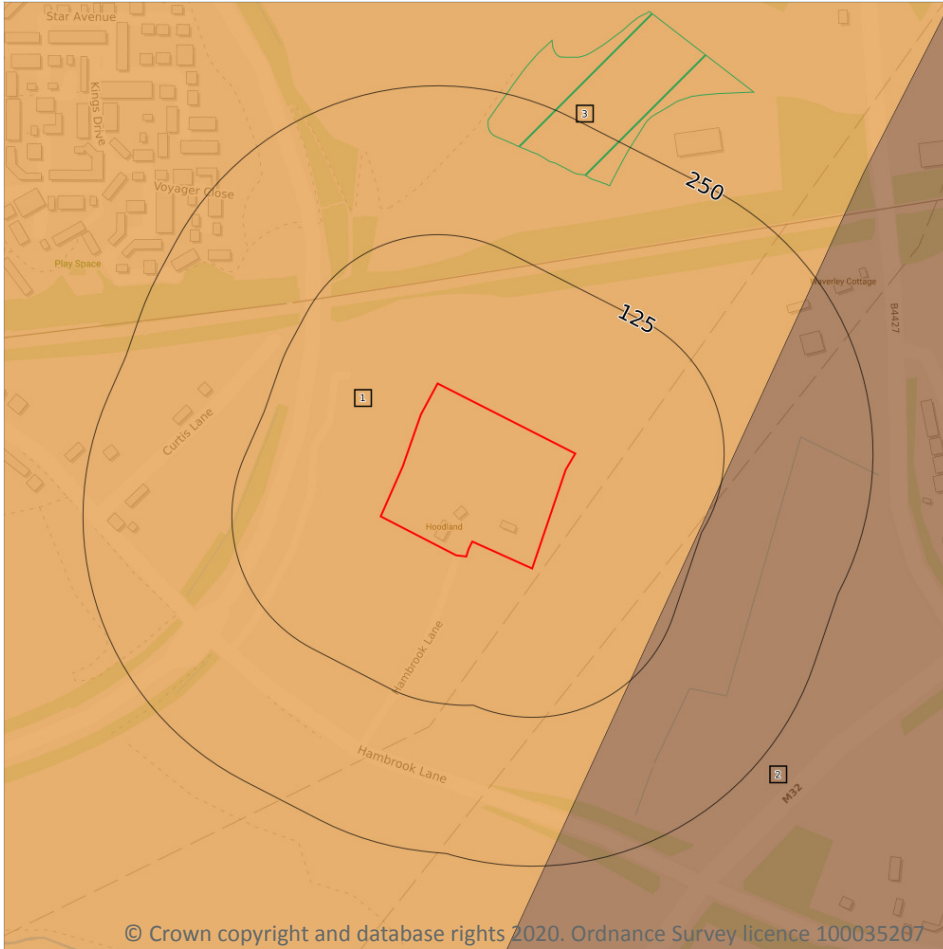 Star Avenue
Kings Drive
3
250
Voyager Close
Play Space
Waverley Cottage
125
B4427
1
Curtis Lane
Hoodland
Hambrook Lane
Hambrook Lane
2
M32
© Crown copyright and database rights 2020. Ordnance Survey licence 100035207